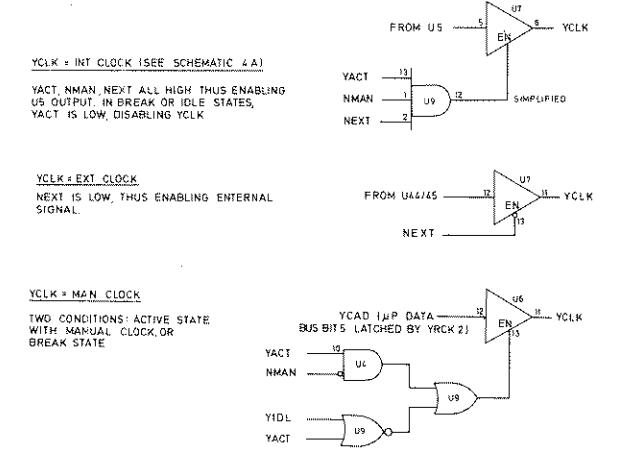 U7
FROM U5 5 6 YCLK
EN
YCLK = INT CLOCK (SEE SCHEMATIC 4A)
YACT, NMAN, NEXT ALL HIGH THUS ENABLING
U5 OUTPUT. IN BREAK OR IDLE STATES,
YACT IS LOW, DISABLING YCLK
YACT 13
NMAN 1 U9 12 SIMPLIFIED
NEXT 2
YCLK = EXT CLOCK
NEXT IS LOW, THUS ENABLING ENTERNAL
SIGNAL.
U7
FROM U44/45 12 11 YCLK
EN
13
NEXT
YCLK = MAN CLOCK
TWO CONDITIONS: ACTIVE STATE
WITH MANUAL CLOCK, OR
BREAK STATE
U6
YCAD (µP DATA 12 11 YCLK
BUS BITS LATCHED BY YRCK 2) EN
13
YACT 10
U4
NMAN
U9
YIDL
U9
YACT